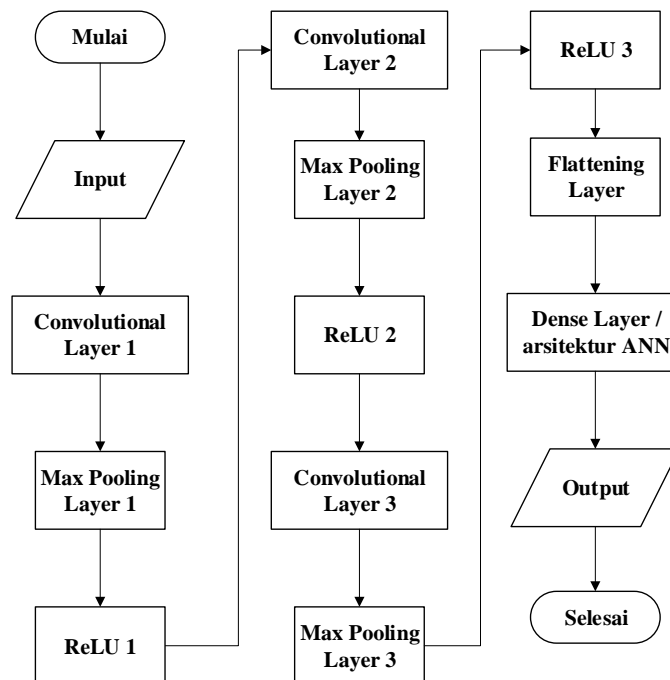 Mulai
Input
Convolutional
Layer 1
Max Pooling
Layer 1
ReLU 1
Convolutional
Layer 2
Max Pooling
Layer 2
ReLU 2
Convolutional
Layer 3
Max Pooling
Layer 3
ReLU 3
Flattening
Layer
Dense Layer /
arsitektur ANN
Output
Selesai